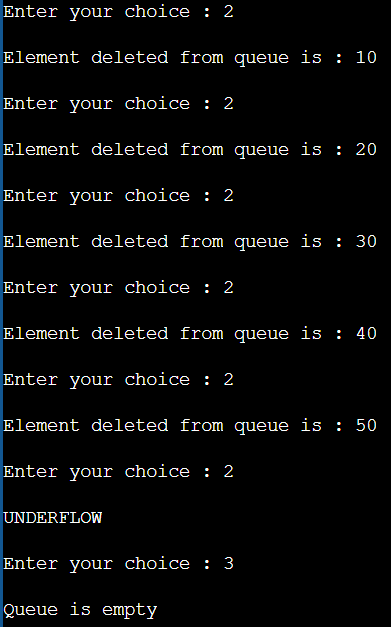 Enter your choice : 2
Element deleted from queue is : 10
Enter your choice : 2
Element deleted from queue is : 20
Enter your choice : 2
Element deleted from queue is : 30
Enter your choice : 2
Element deleted from queue is : 40
Enter your choice : 2
Element deleted from queue is : 50
Enter your choice : 2
UNDERFLOW
Enter your choice : 3
Queue is empty